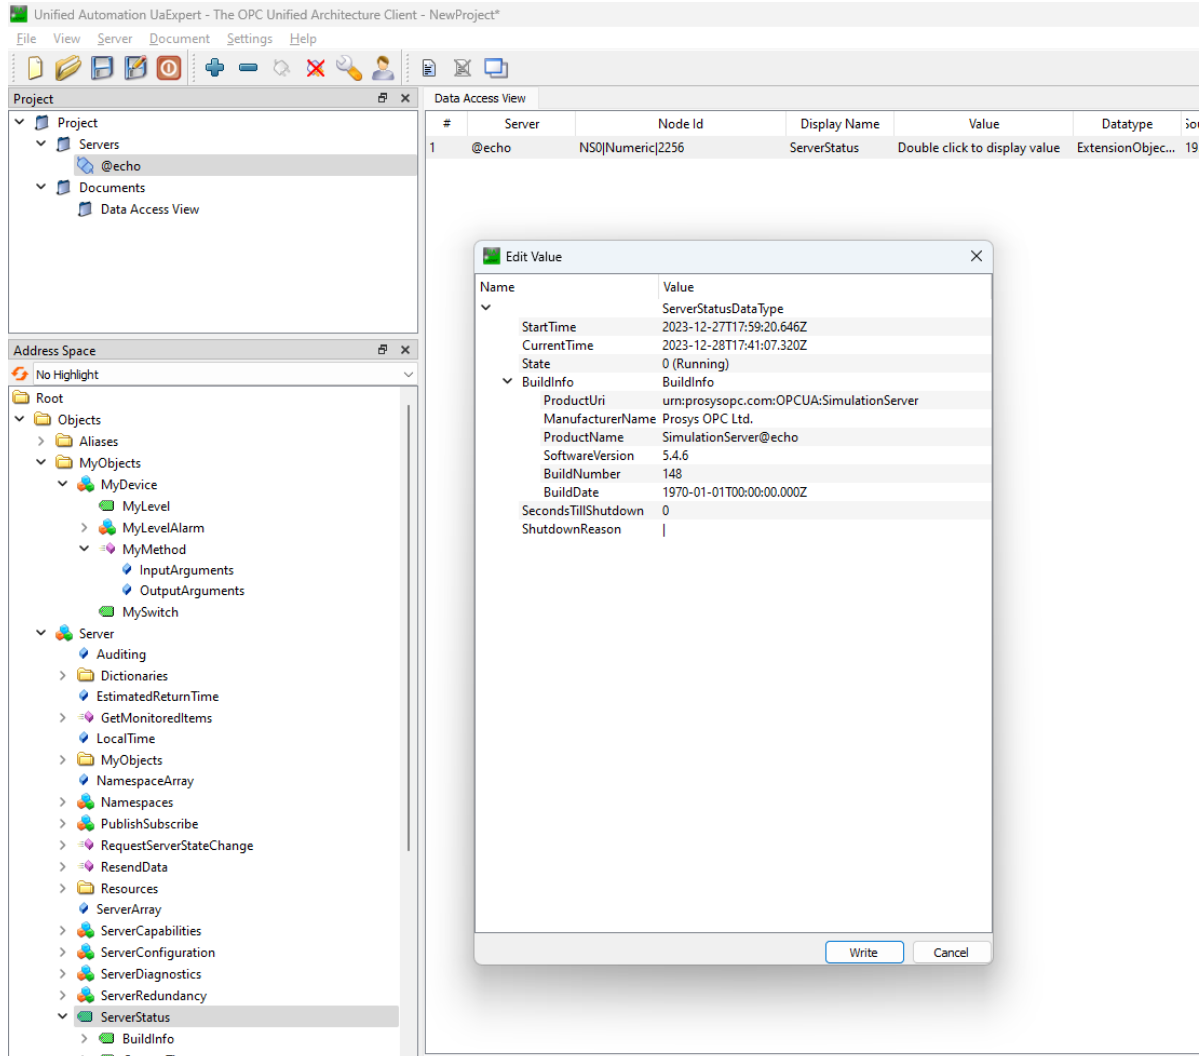 Unified Automation UaExpert - The OPC Unified Architecture Client - NewProject*
File View Server Document Settings Help
Project
Project
Servers
@echo
Documents
Data Access View
Address Space
No Highlight
Root
Objects
Aliases
MyObjects
MyDevice
MyLevel
MyLevelAlarm
MyMethod
InputArguments
OutputArguments
MySwitch
Server
Auditing
Dictionaries
EstimatedReturnTime
GetMonitoredItems
LocalTime
MyObjects
NamespaceArray
Namespaces
PublishSubscribe
RequestServerStateChange
ResendData
Resources
ServerArray
ServerCapabilities
ServerConfiguration
ServerDiagnostics
ServerRedundancy
ServerStatus
BuildInfo
Data Access View
# Server Node Id Display Name Value Datatype
1 @echo NS0|Numeric|2256 ServerStatus Double click to display value ExtensionObjec... 19
Edit Value
Name Value
ServerStatusDataType
StartTime 2023-12-27T17:59:20.646Z
CurrentTime 2023-12-28T17:41:07.320Z
State 0 (Running)
BuildInfo BuildInfo
ProductUri urn:prosysopc.com:OPCUA:SimulationServer
ManufacturerName Prosys OPC Ltd.
ProductName SimulationServer@echo
SoftwareVersion 5.4.6
BuildNumber 148
BuildDate 1970-01-01T00:00:00.000Z
SecondsTillShutdown 0
ShutdownReason |
Write Cancel